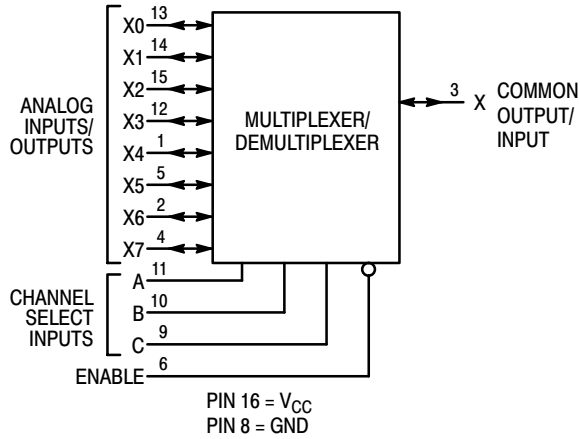 X0 13
X1 14
X2 15
X3 12
X4 1
X5 5
X6 2
X7 4
ANALOG
INPUTS/
OUTPUTS
MULTIPLEXER/
DEMULTIPLEXER
3 X
COMMON
OUTPUT/
INPUT
A 11
B 10
C 9
CHANNEL
SELECT
INPUTS
ENABLE 6
PIN 16 = VCC
PIN 8 = GND